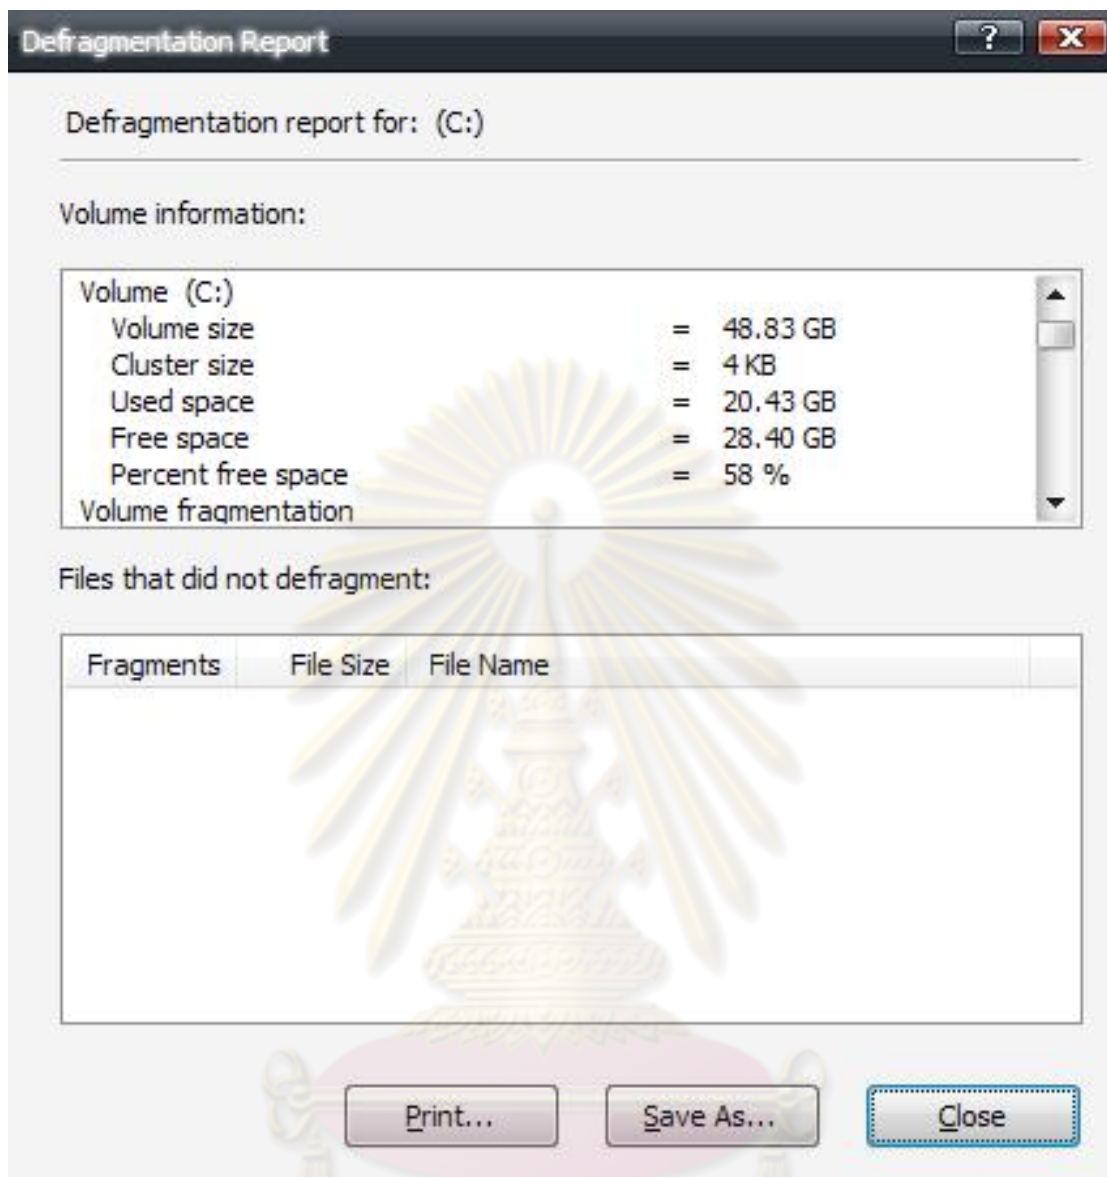 Defragmentation Report
Defragmentation report for: (C:)
Volume information:
Volume (C:)
Volume size = 48.83 GB
Cluster size = 4 KB
Used space = 20.43 GB
Free space = 28.40 GB
Percent free space = 58 %
Volume fragmentation
Files that did not defragment:
Fragments File Size File Name
Print... Save As... Close